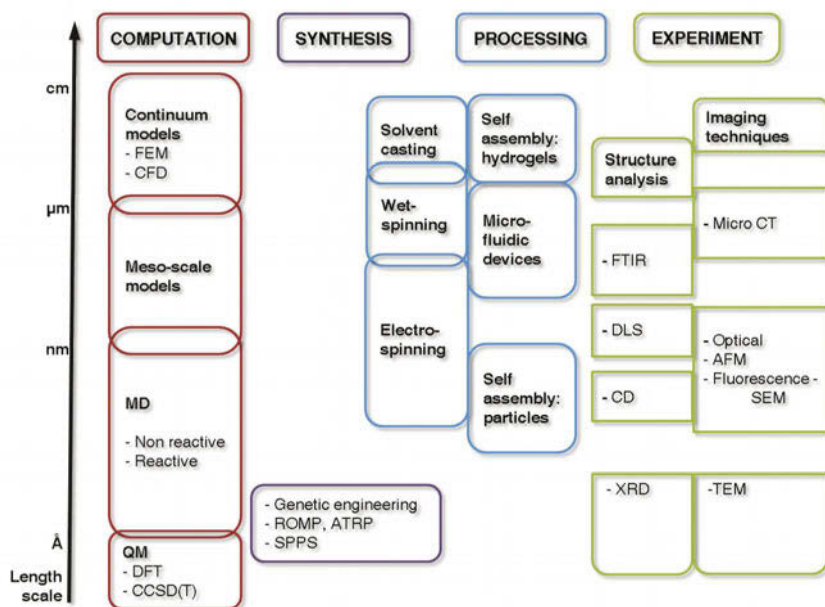 COMPUTATION
SYNTHESIS
PROCESSING
EXPERIMENT
cm
µm
nm
Å
Length
scale
Continuum
models
- FEM
- CFD
Meso-scale
models
MD
- Non reactive
- Reactive
QM
- DFT
- CCSD(T)
- Genetic engineering
- ROMP, ATRP
- SPPS
Solvent
casting
Wet-
spinning
Electro-
spinning
Self
assembly:
hydrogels
Micro-
fluidic
devices
Self
assembly:
particles
Structure
analysis
- FTIR
- DLS
- CD
- XRD
Imaging
techniques
- Micro CT
- Optical
- AFM
- Fluorescence -
SEM
-TEM